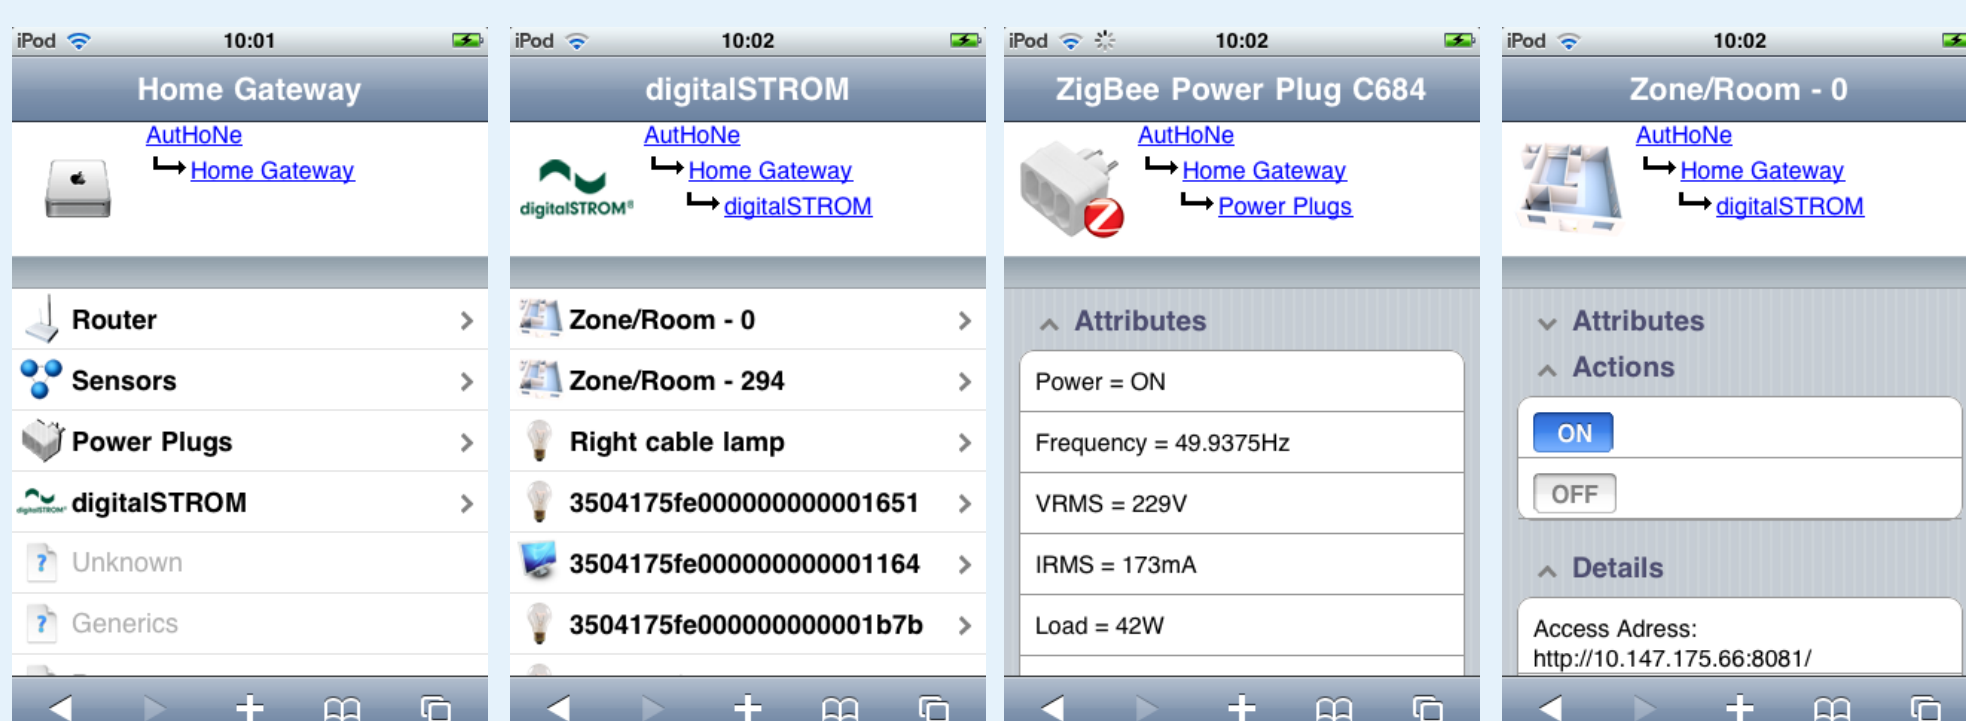 iPod 10:01
Home Gateway
AutHoNe
Home Gateway
Router
Sensors
Power Plugs
digitalSTROM digitalSTROM
? Unknown
? Generics
iPod 10:02
digitalSTROM
AutHoNe
Home Gateway
digitalSTROM
digitalSTROM®
Zone/Room - 0
Zone/Room - 294
Right cable lamp
3504175fe000000000001651
3504175fe000000000001164
3504175fe000000000001b7b
iPod 10:02
ZigBee Power Plug C684
AutHoNe
Home Gateway
Power Plugs
Z
Attributes
Power = ON
Frequency = 49.9375Hz
VRMS = 229V
IRMS = 173mA
Load = 42W
iPod 10:02
Zone/Room - 0
AutHoNe
Home Gateway
digitalSTROM
Attributes
Actions
ON
OFF
Details
Access Adress:
http://10.147.175.66:8081/